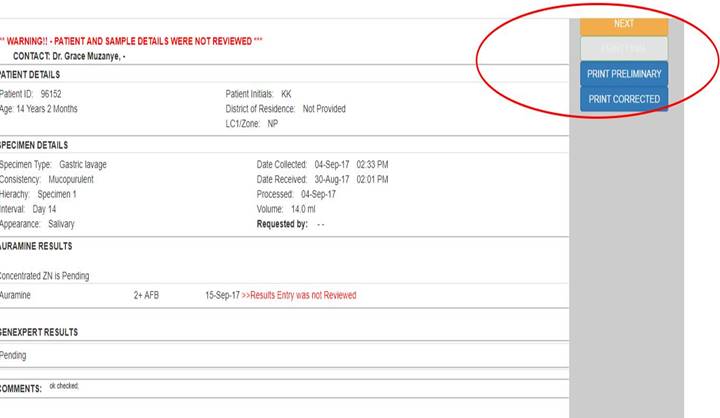 NEXT
** WARNING!! - PATIENT AND SAMPLE DETAILS WERE NOT REVIEWED ***
CONTACT: Dr. Grace Muzanye, -
PATIENT DETAILS
PRINT PRELIMINARY
Patient ID: 96152 Patient Initials: KK
PRINT CORRECTED
Age: 14 Years 2 Months District of Residence: Not Provided
LC1/Zone: NP
SPECIMEN DETAILS
Specimen Type: Gastric lavage Date Collected: 04-Sep-17 02:33 PM
Consistency: Mucopurulent Date Received: 30-Aug-17 02:01 PM
Hierachy: Specimen 1 Processed: 04-Sep-17
Interval: Day 14 Volume: 14.0 ml
Appearance: Salivary Requested by: - -
AURAMINE RESULTS
Concentrated ZN is Pending
Auramine 2+ AFB 15-Sep-17 >>Results Entry was not Reviewed
GENEXPERT RESULTS
Pending
COMMENTS: ok checked;